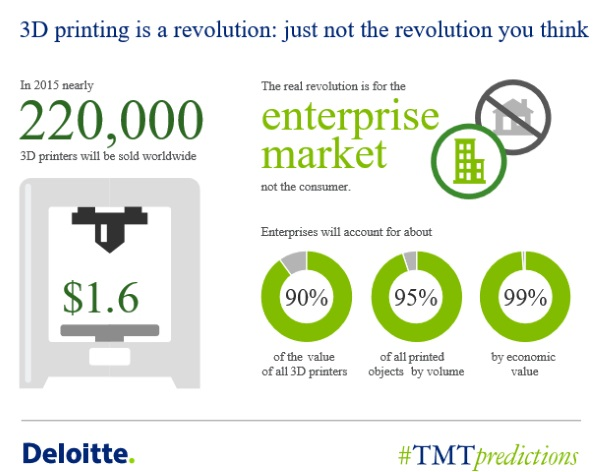 3D printing is a revolution: just not the revolution you think
In 2015 nearly
220,000
3D printers will be sold worldwide
$1.6
The real revolution is for the
enterprise
market
not the consumer.
Enterprises will account for about
90%
of the value
of all 3D printers
95%
of all printed
objects by volume
99%
by economic
value
Deloitte.
#TMTpredictions